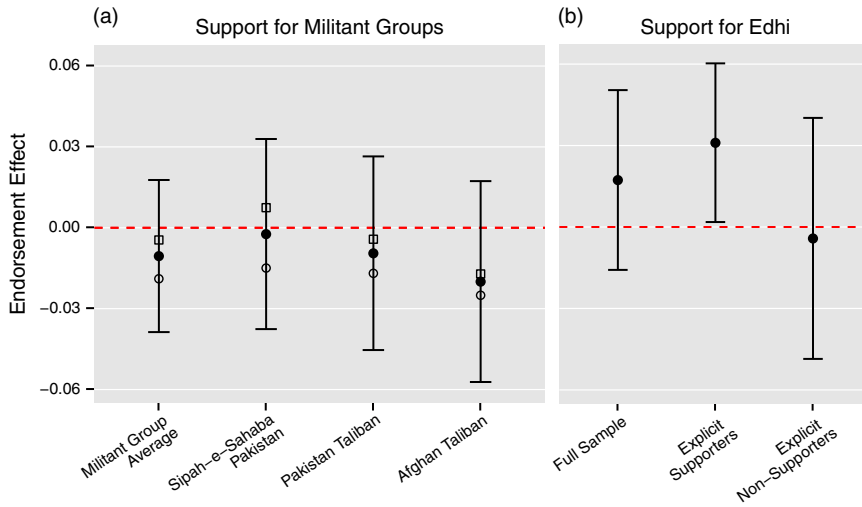 (a)
Support for Militant Groups
(b)
Support for Edhi
Endorsement Effect
0.06
0.03
0.00
−0.03
−0.06
Militant Group
Average
Sipah−e−Sahaba
Pakistan
Pakistan Taliban
Afghan Taliban
Full Sample
Explicit
Supporters
Explicit
Non−Supporters